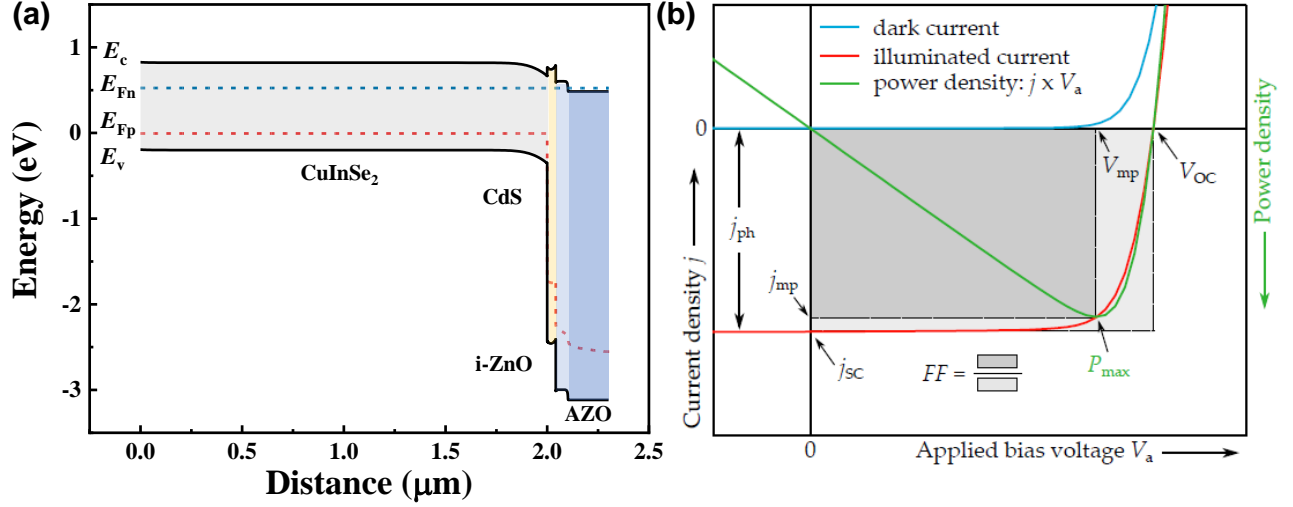 (a)
Energy (eV)
1
0
-1
-2
-3
E_c
E_Fn
E_Fp
E_v
CuInSe₂
CdS
i-ZnO
AZO
0.0 0.5 1.0 1.5 2.0 2.5
Distance (μm)
(b)
dark current
illuminated current
power density: j x V_a
0
Current density j
j_ph
j_mp
j_SC
V_mp
V_OC
P_max
FF =
Power density
0
Applied bias voltage V_a